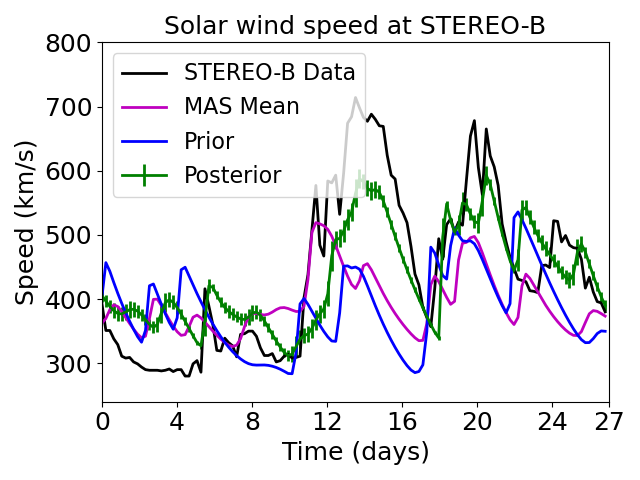 Solar wind speed at STEREO-B
800
700
600
500
400
300
Speed (km/s)
STEREO-B Data
MAS Mean
Prior
Posterior
0 4 8 12 16 20 24 27
Time (days)